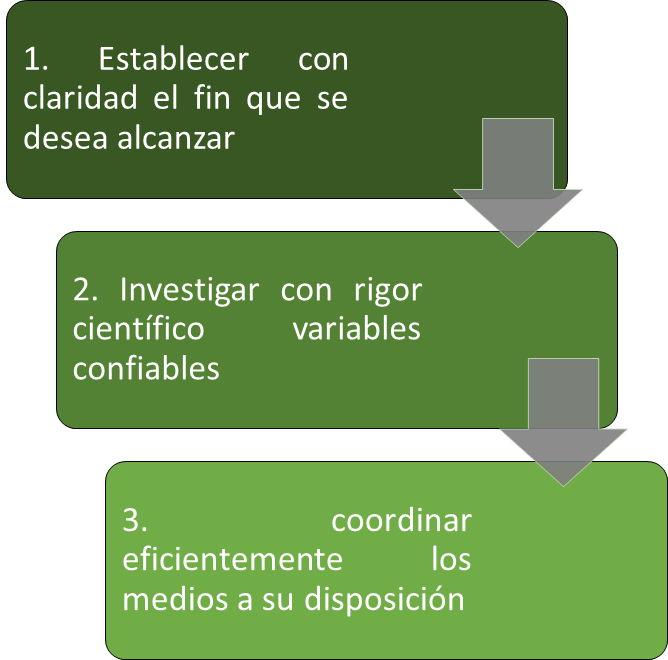 1. Establecer con
claridad el fin que se
desea alcanzar
2. Investigar con rigor
científico variables
confiables
3. coordinar
eficientemente los
medios a su disposición